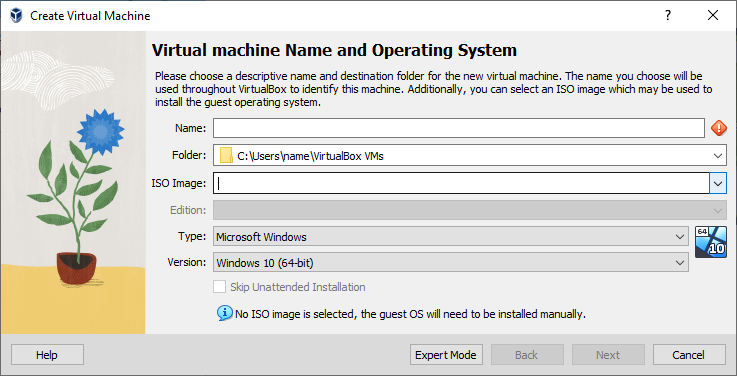 Create Virtual Machine
?
Virtual machine Name and Operating System
Please choose a descriptive name and destination folder for the new virtual machine. The name you choose will be
used throughout VirtualBox to identify this machine. Additionally, you can select an ISO image which may be used to
install the guest operating system.
Name:
Folder: C:\Users\name\VirtualBox VMs
ISO Image:
Edition:
Type: Microsoft Windows
64
10
Version: Windows 10 (64-bit)
Skip Unattended Installation
No ISO image is selected, the guest OS will need to be installed manually.
Help Expert Mode Back Next Cancel